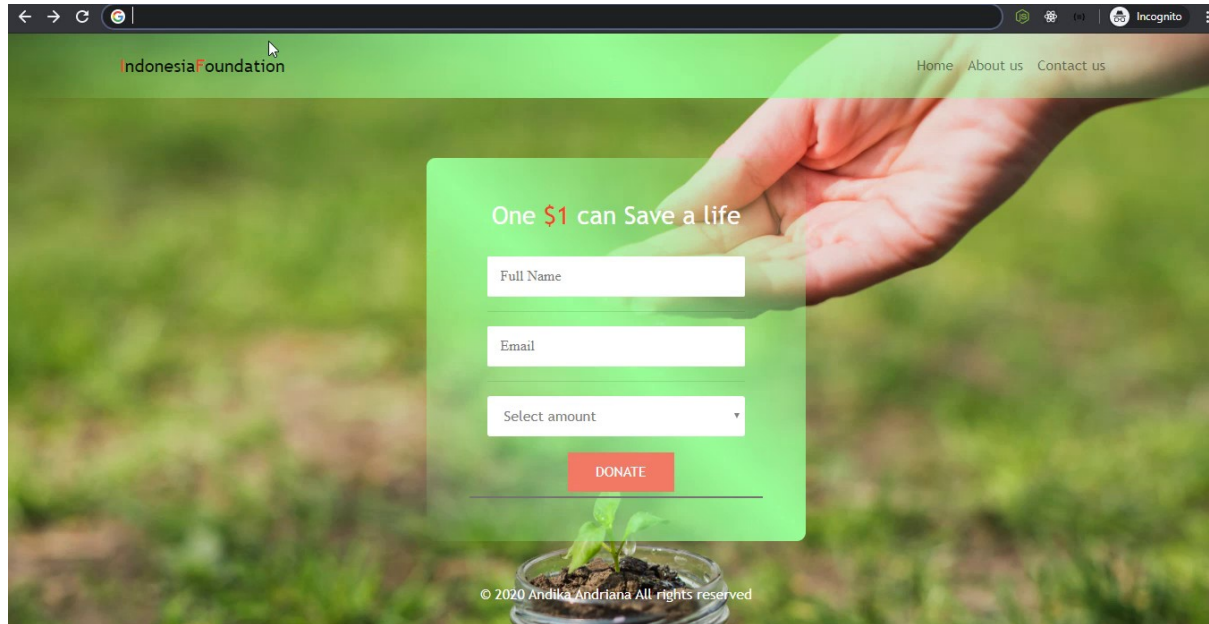 Incognito
IndonesiaFoundation
Home About us Contact us
One $1 can Save a life
Full Name
Email
Select amount
DONATE
© 2020 Andika Andriana All rights reserved